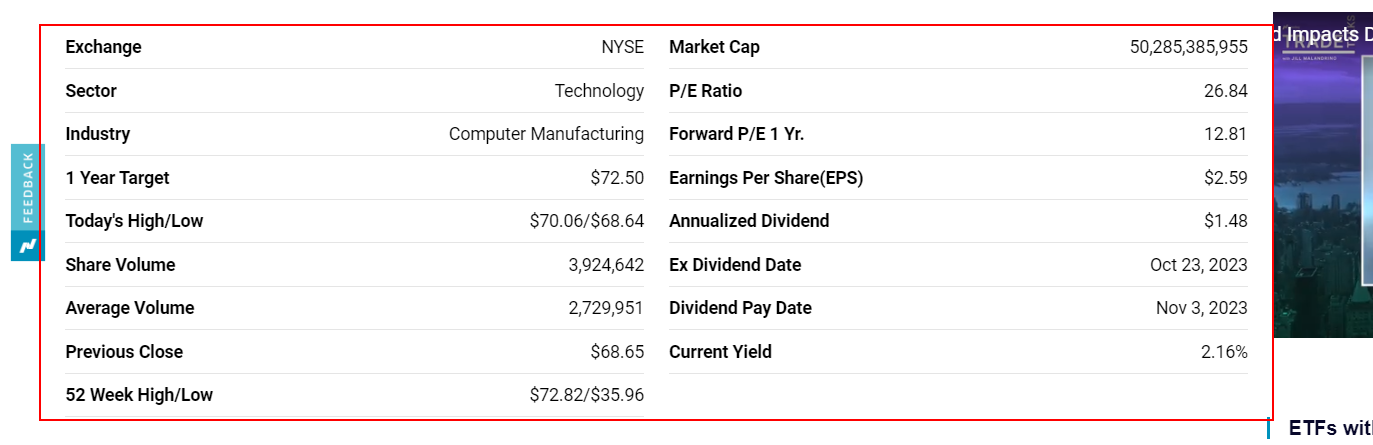 Exchange NYSE Market Cap 50,285,385,955
Sector Technology P/E Ratio 26.84
Industry Computer Manufacturing Forward P/E 1 Yr. 12.81
1 Year Target $72.50 Earnings Per Share(EPS) $2.59
Today's High/Low $70.06/$68.64 Annualized Dividend $1.48
Share Volume 3,924,642 Ex Dividend Date Oct 23, 2023
Average Volume 2,729,951 Dividend Pay Date Nov 3, 2023
Previous Close $68.65 Current Yield 2.16%
52 Week High/Low $72.82/$35.96
FEEDBACK
d Impacts D
TRADE
WITH JILL MALANDRINO
ETFs wit